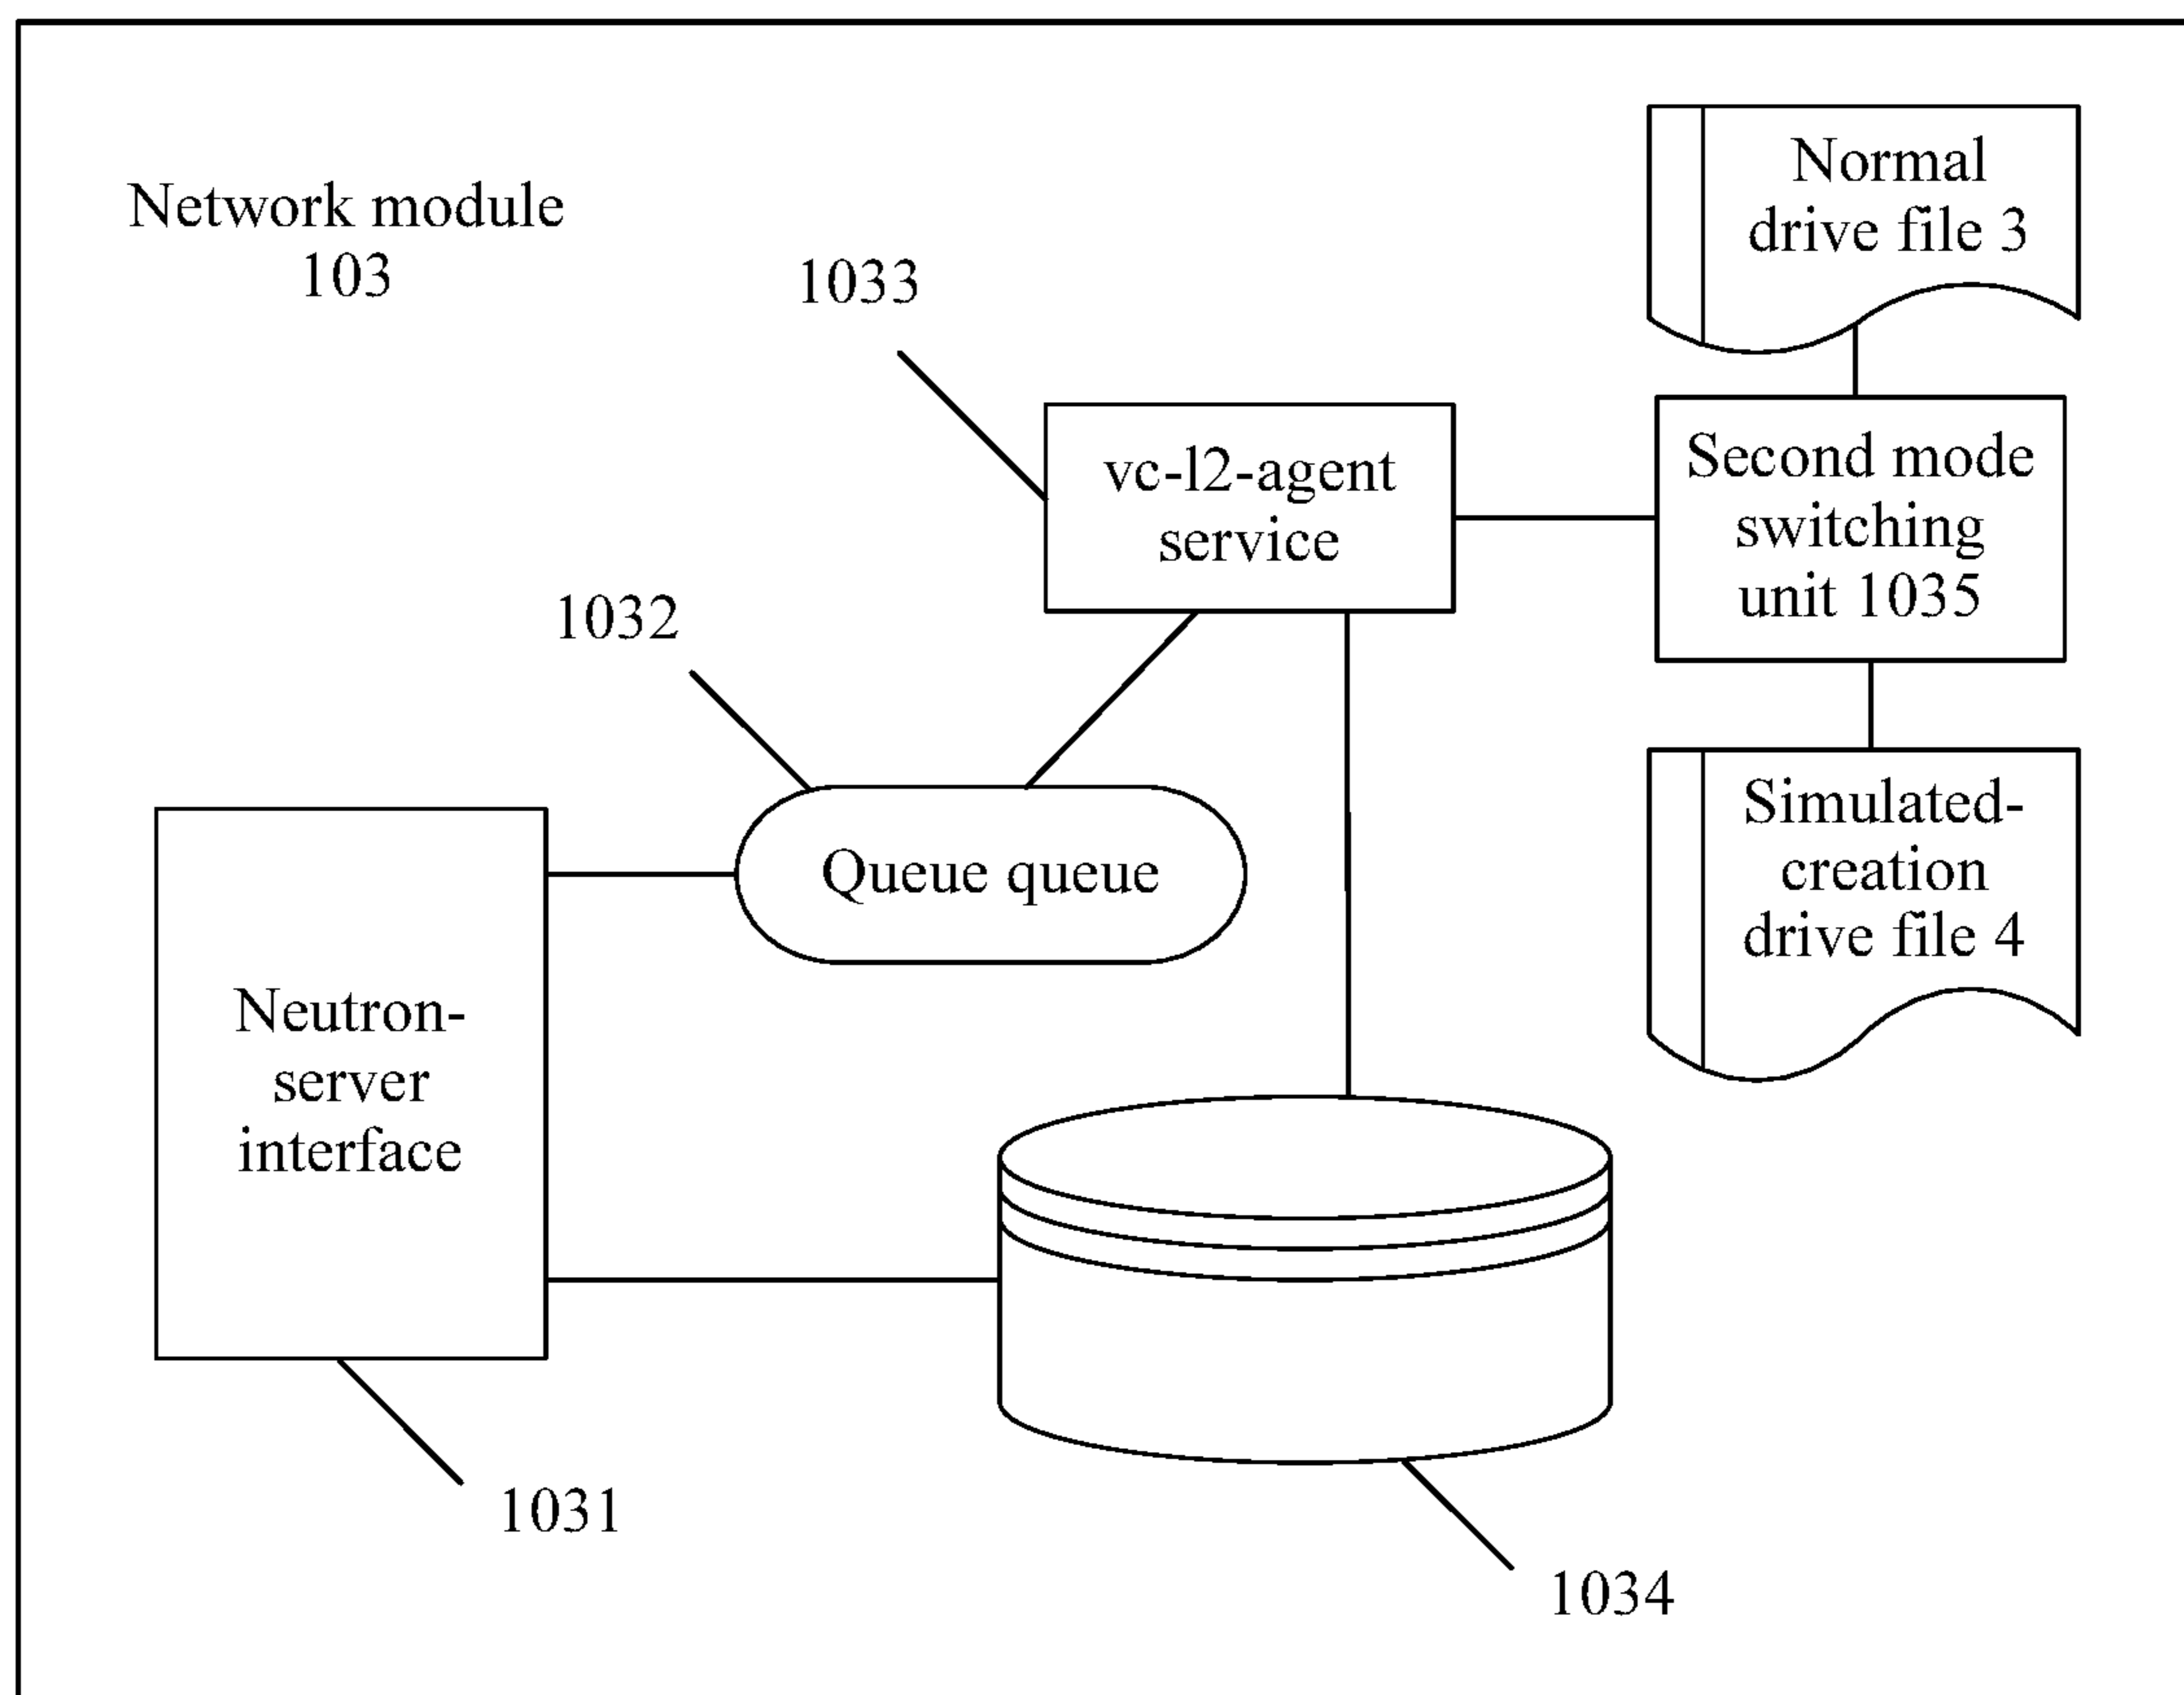 Network module
103
Normal
drive file 3
1033
vc-l2-agent
service
Second mode
switching
unit 1035
1032
Queue queue
Simulated-
creation
drive file 4
Neutron-
server
interface
1031
1034